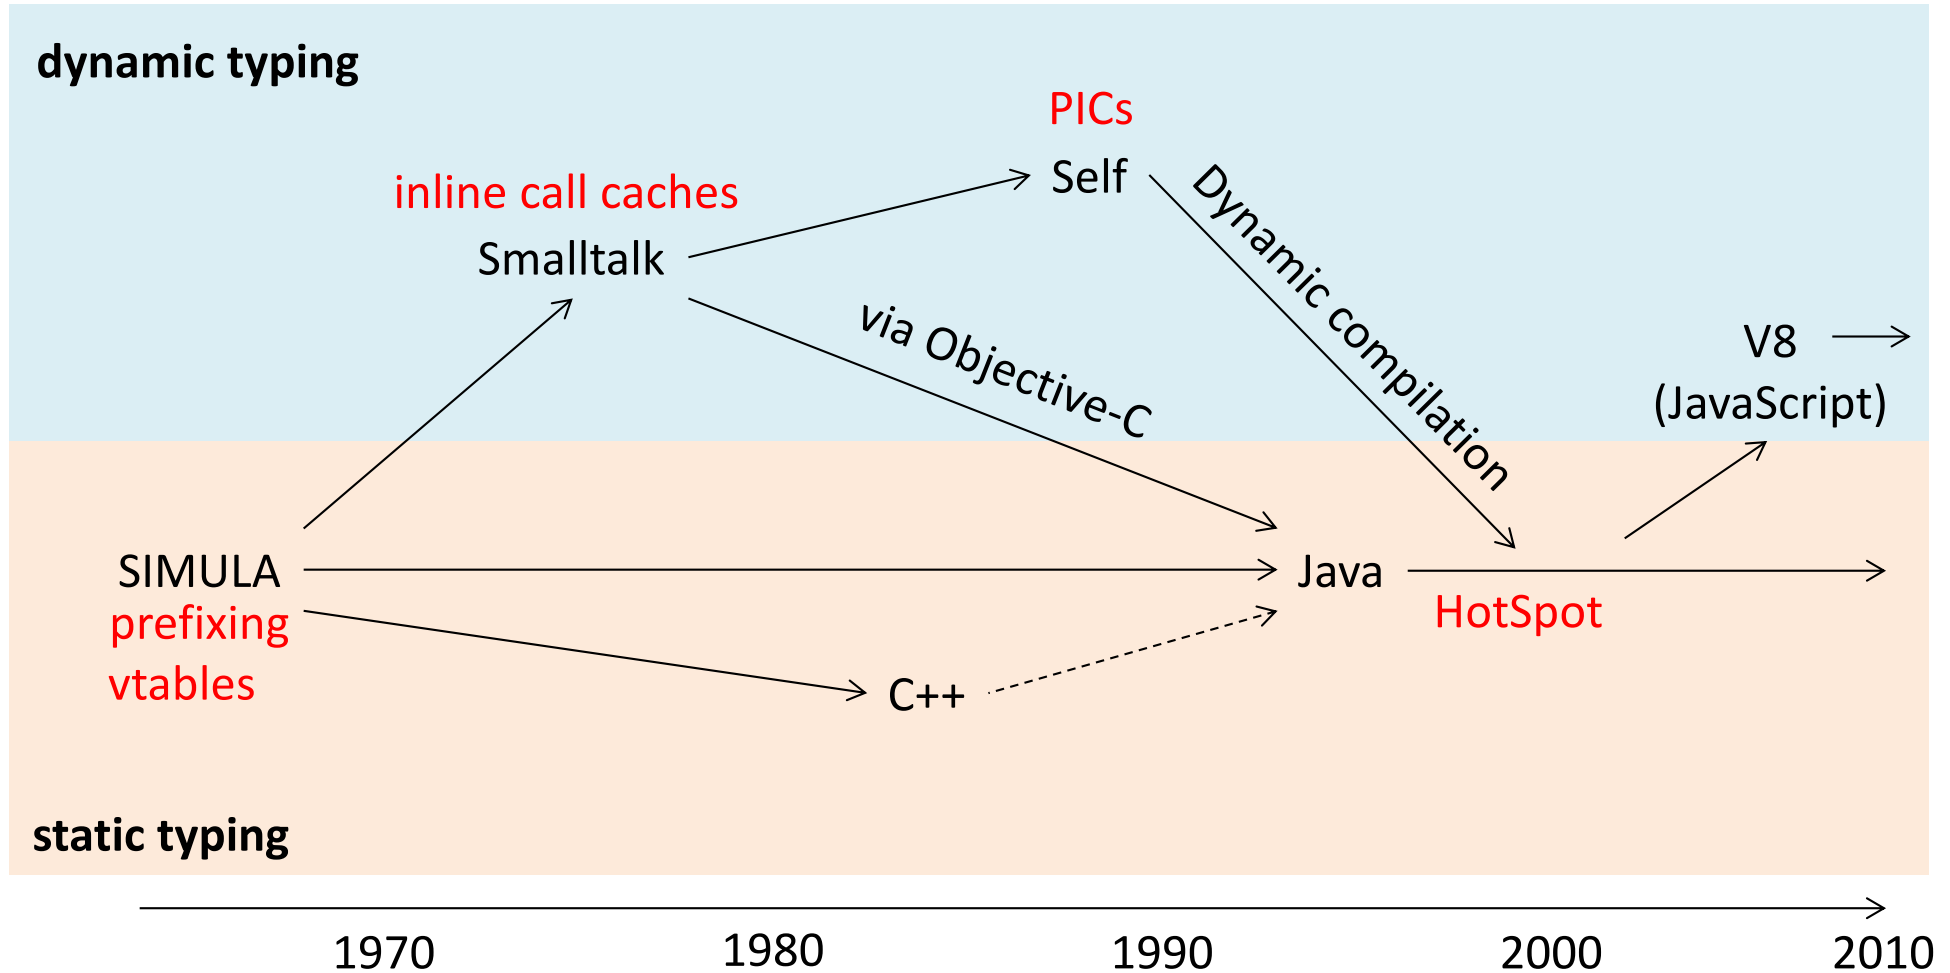 dynamic typing
PICs
Self
inline call caches
Smalltalk
Dynamic compilation
via Objective-C
V8
(JavaScript)
SIMULA
prefixing
vtables
Java
HotSpot
C++
static typing
1970
1980
1990
2000
2010